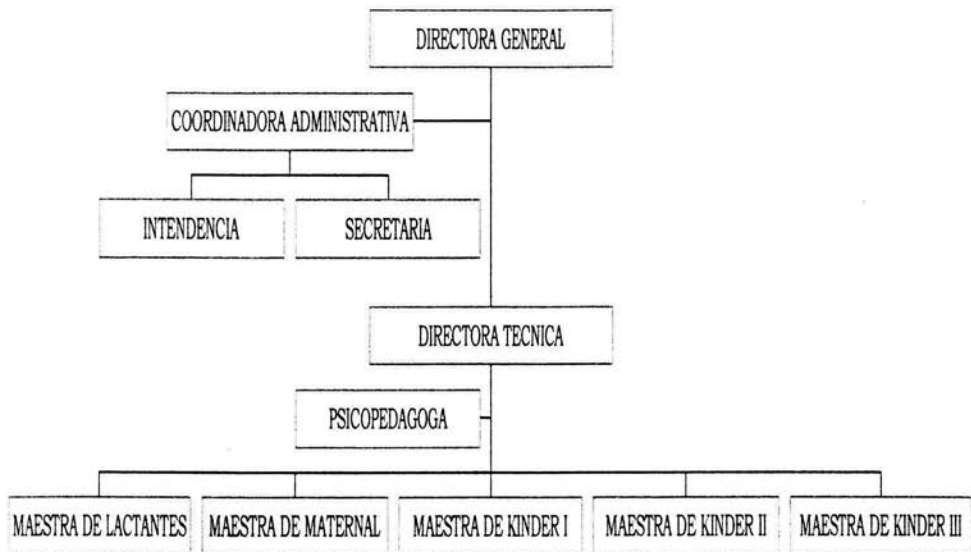 DIRECTORA GENERAL
COORDINADORA ADMINISTRATIVA
INTENDENCIA
SECRETARIA
DIRECTORA TECNICA
PSICOPEDAGOGA
MAESTRA DE LACTANTES
MAESTRA DE MATERNAL
MAESTRA DE KINDER I
MAESTRA DE KINDER II
MAESTRA DE KINDER III